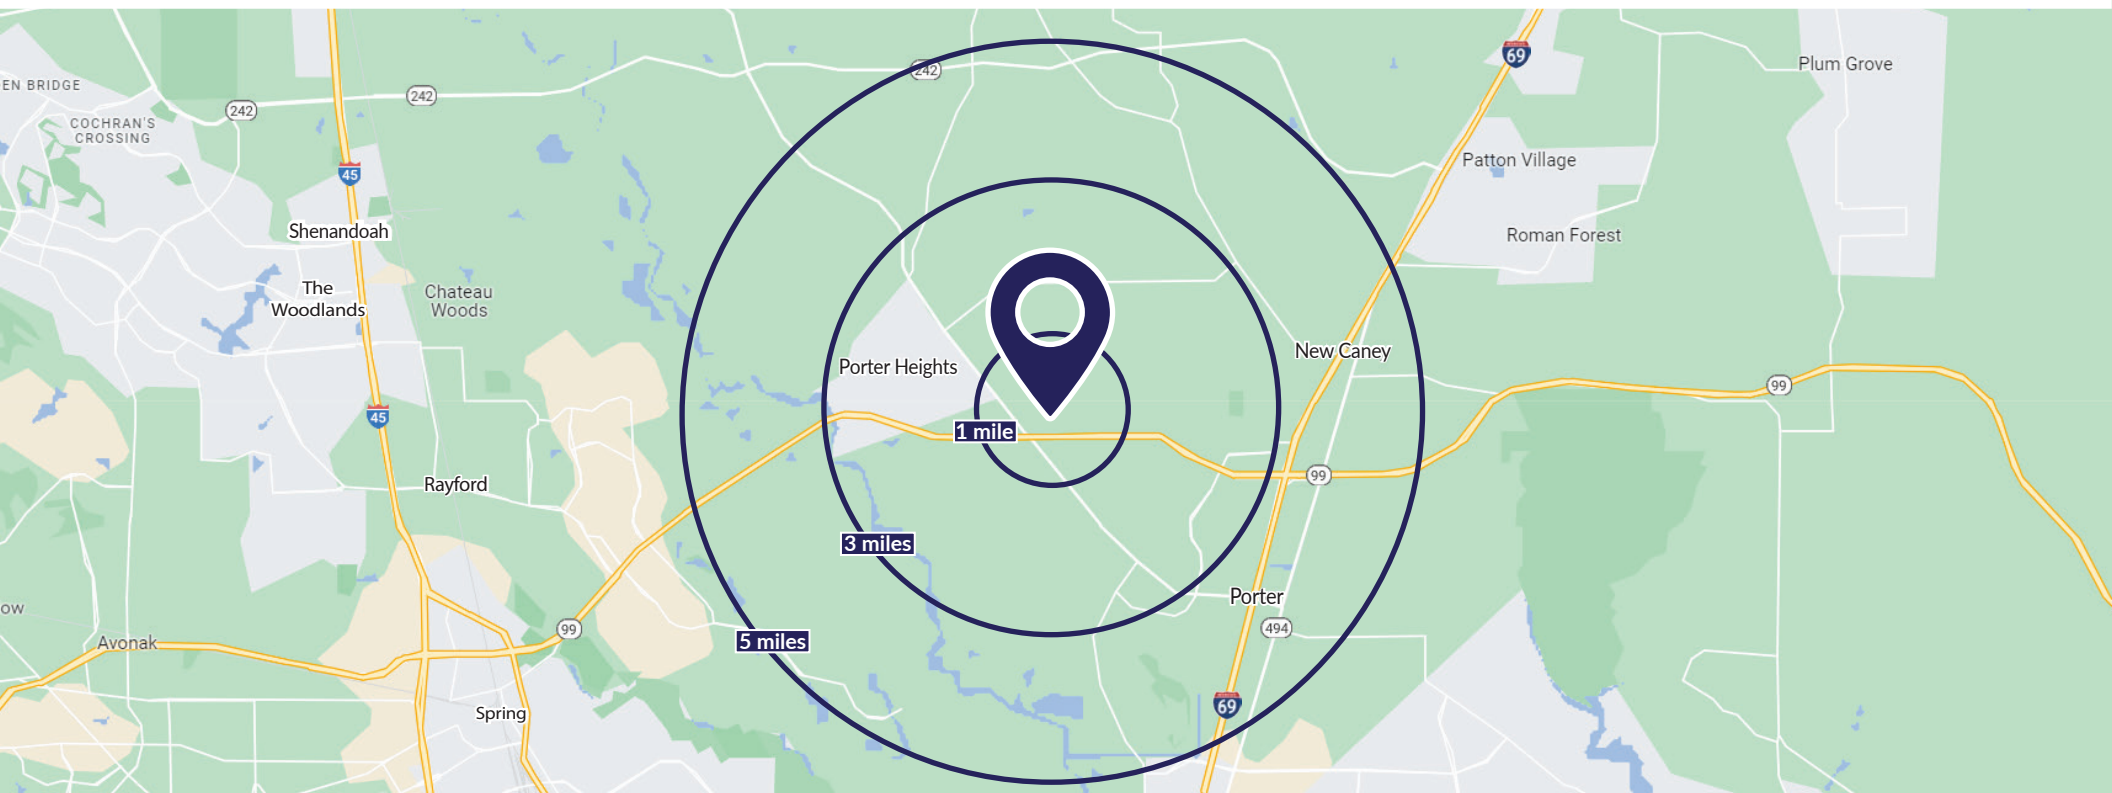 69
Plum Grove
242
EN BRIDGE
242
242
COCHRAN'S
CROSSING
Patton Village
45
Shenandoah
Roman Forest
The
Woodlands
Chateau
Woods
New Caney
Porter Heights
99
45
1 mile
99
Rayford
3 miles
Porter
ow
99
494
5 miles
Avonak
69
Spring